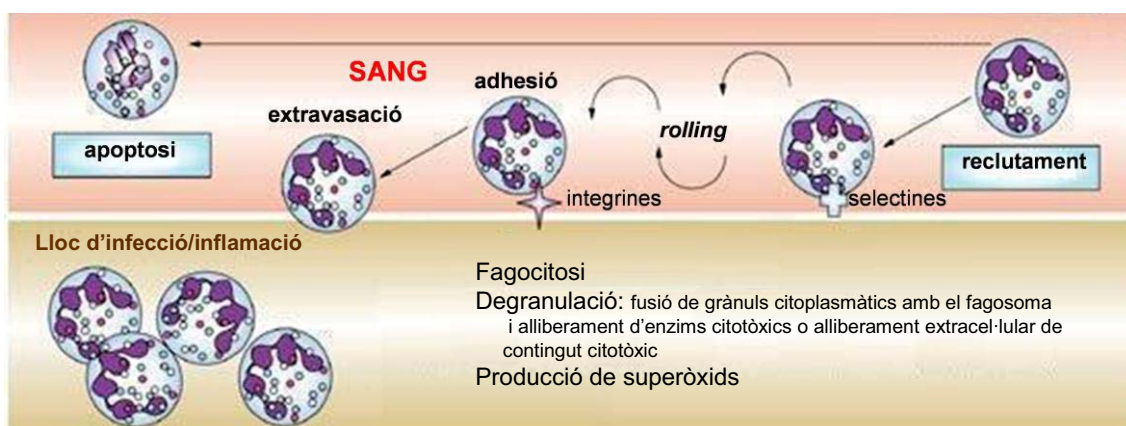 SANG
adhesió
extravasació
rolling
apoptosi
reclutament
integrines
selectines
Lloc d'infecció/inflamació
Fagocitosi
Degranulació: fusió de grànuls citoplasmàtics amb el fagosoma
i alliberament d'enzims citotòxics o alliberament extracel·lular de
contingut citotòxic
Producció de superòxids